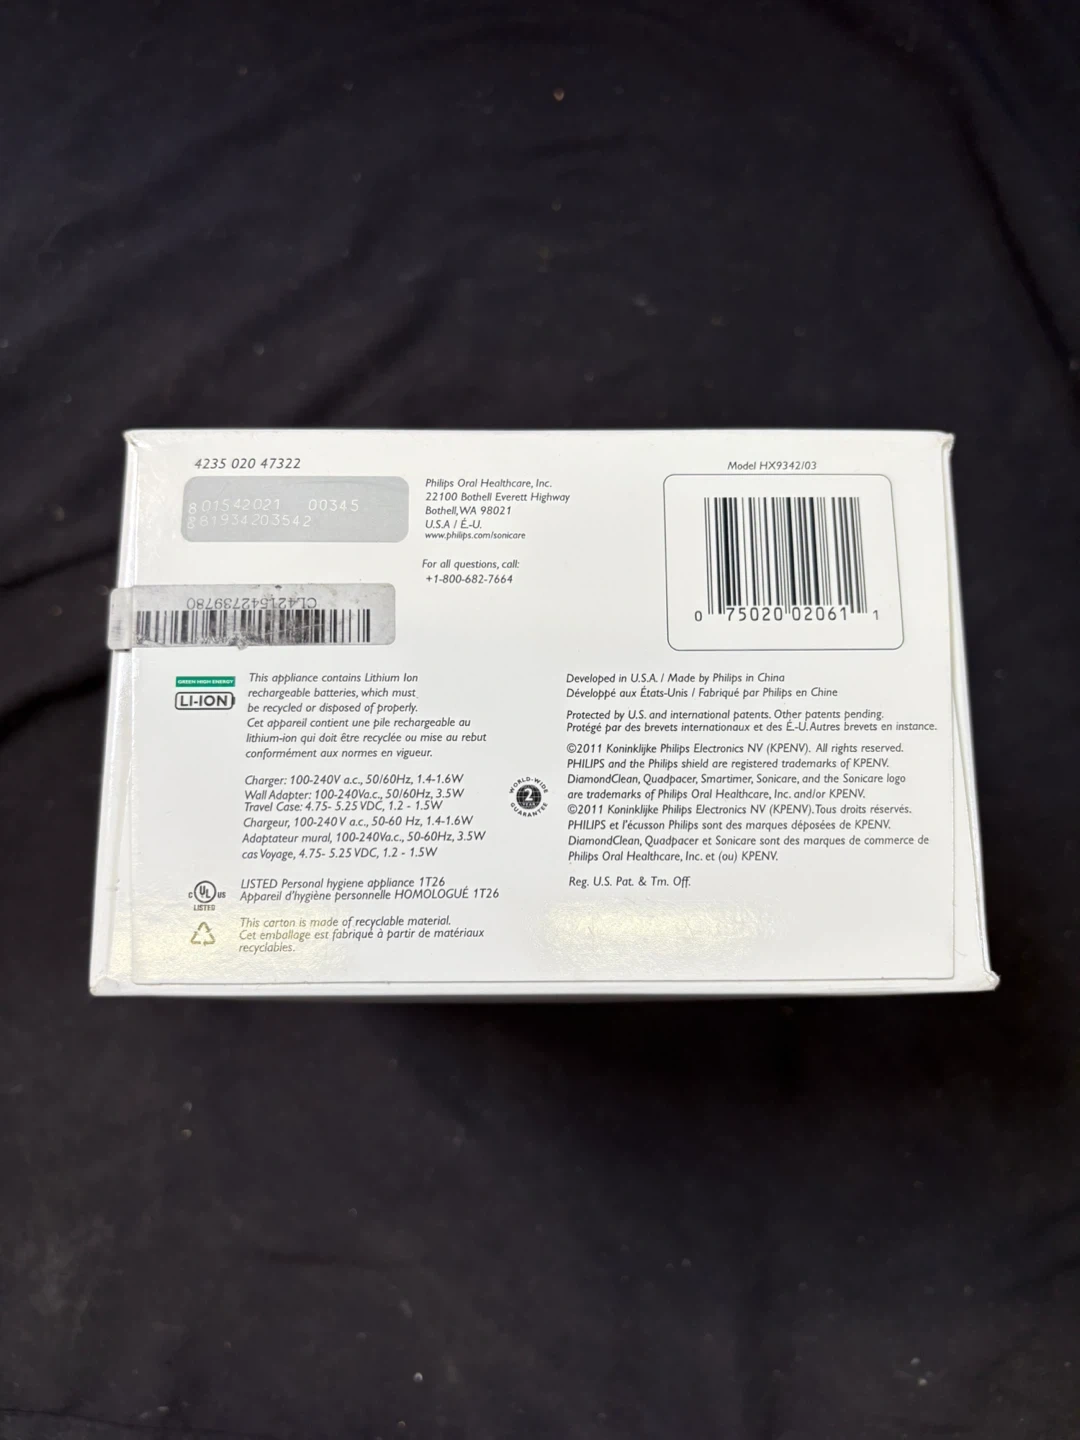 4235 020 47322
801542021 00345
881934203542
Philips Oral Healthcare, Inc.
22100 Bothell Everett Highway
Bothell, WA 98021
U.S.A / É.-U.
www.philips.com/sonicare
For all questions, call:
+1-800-682-7664
Model HX9342/03
0 75020 02061 1
CL421542739780
GREEN HIGH ENERGY
LI-ION
This appliance contains Lithium Ion
rechargeable batteries, which must
be recycled or disposed of properly.
Cet appareil contient une pile rechargeable au
lithium-ion qui doit être recyclée ou mise au rebut
conformément aux normes en vigueur.
Charger: 100-240V a.c., 50/60Hz, 1.4-1.6W
Wall Adapter: 100-240Va.c., 50/60Hz, 3.5W
Travel Case: 4.75- 5.25 VDC, 1.2 - 1.5W
Chargeur, 100-240 V a.c., 50-60 Hz, 1.4-1.6W
Adaptateur mural, 100-240Va.c., 50-60Hz, 3.5W
cas Voyage, 4.75- 5.25 VDC, 1.2 - 1.5W
C UL US
LISTED
LISTED Personal hygiene appliance 1T26
Appareil d'hygiène personnelle HOMOLOGUÉ 1T26
This carton is made of recyclable material.
Cet emballage est fabriqué à partir de matériaux
recyclables.
WORLD-WIDE
2
YEAR
GUARANTEE
Developed in U.S.A. / Made by Philips in China
Développé aux États-Unis / Fabriqué par Philips en Chine
Protected by U.S. and international patents. Other patents pending.
Protégé par des brevets internationaux et des É.-U. Autres brevets en instance.
©2011 Koninklijke Philips Electronics NV (KPENV). All rights reserved.
PHILIPS and the Philips shield are registered trademarks of KPENV.
DiamondClean, Quadpacer, Smartimer, Sonicare, and the Sonicare logo
are trademarks of Philips Oral Healthcare, Inc. and/or KPENV.
©2011 Koninklijke Philips Electronics NV (KPENV). Tous droits réservés.
PHILIPS et l'écusson Philips sont des marques déposées de KPENV.
DiamondClean, Quadpacer et Sonicare sont des marques de commerce de
Philips Oral Healthcare, Inc. et (ou) KPENV.
Reg. U.S. Pat. & Tm. Off.